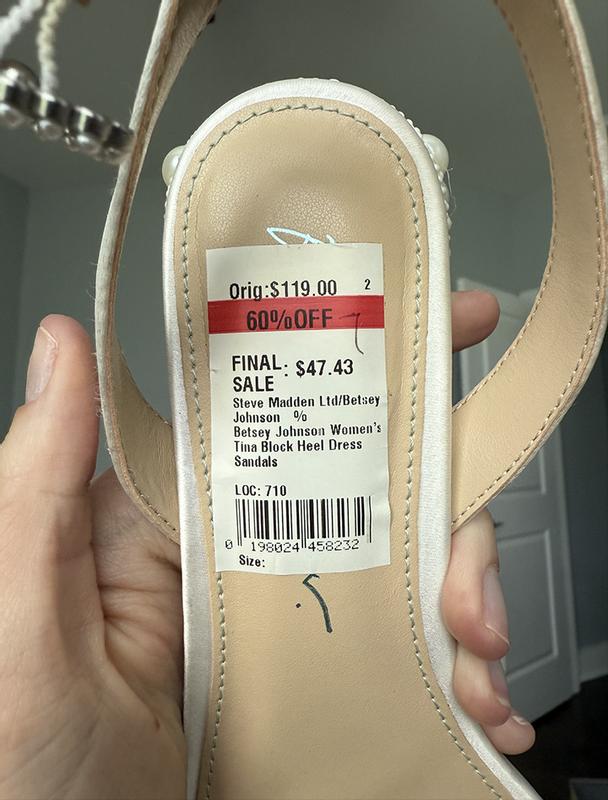 Orig:$119.00 2
60%OFF
FINAL SALE : $47.43
Steve Madden Ltd/Betsey
Johnson %
Betsey Johnson Women's
Tina Block Heel Dress
Sandals
LOC: 710
0 198024 458232
Size: